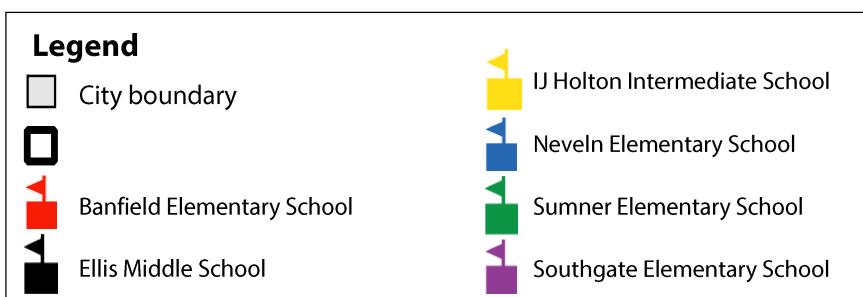 Legend
City boundary
Banfield Elementary School
Ellis Middle School
IJ Holton Intermediate School
Neveln Elementary School
Sumner Elementary School
Southgate Elementary School